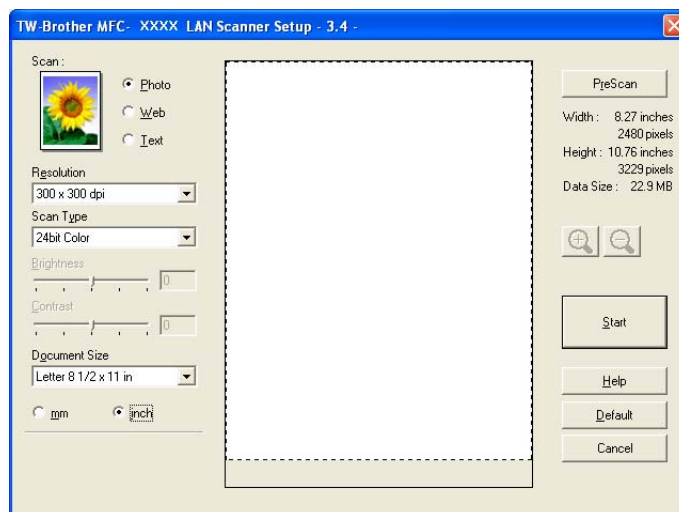 TW-Brother MFC- XXXX LAN Scanner Setup - 3.4 -
Scan :
Photo
Web
Text
Resolution
300 x 300 dpi
Scan Type
24bit Color
Brightness
0
Contrast
0
Document Size
Letter 8 1/2 x 11 in
mm
inch
PreScan
Width : 8.27 inches
2480 pixels
Height : 10.76 inches
3229 pixels
Data Size : 22.9 MB
Start
Help
Default
Cancel